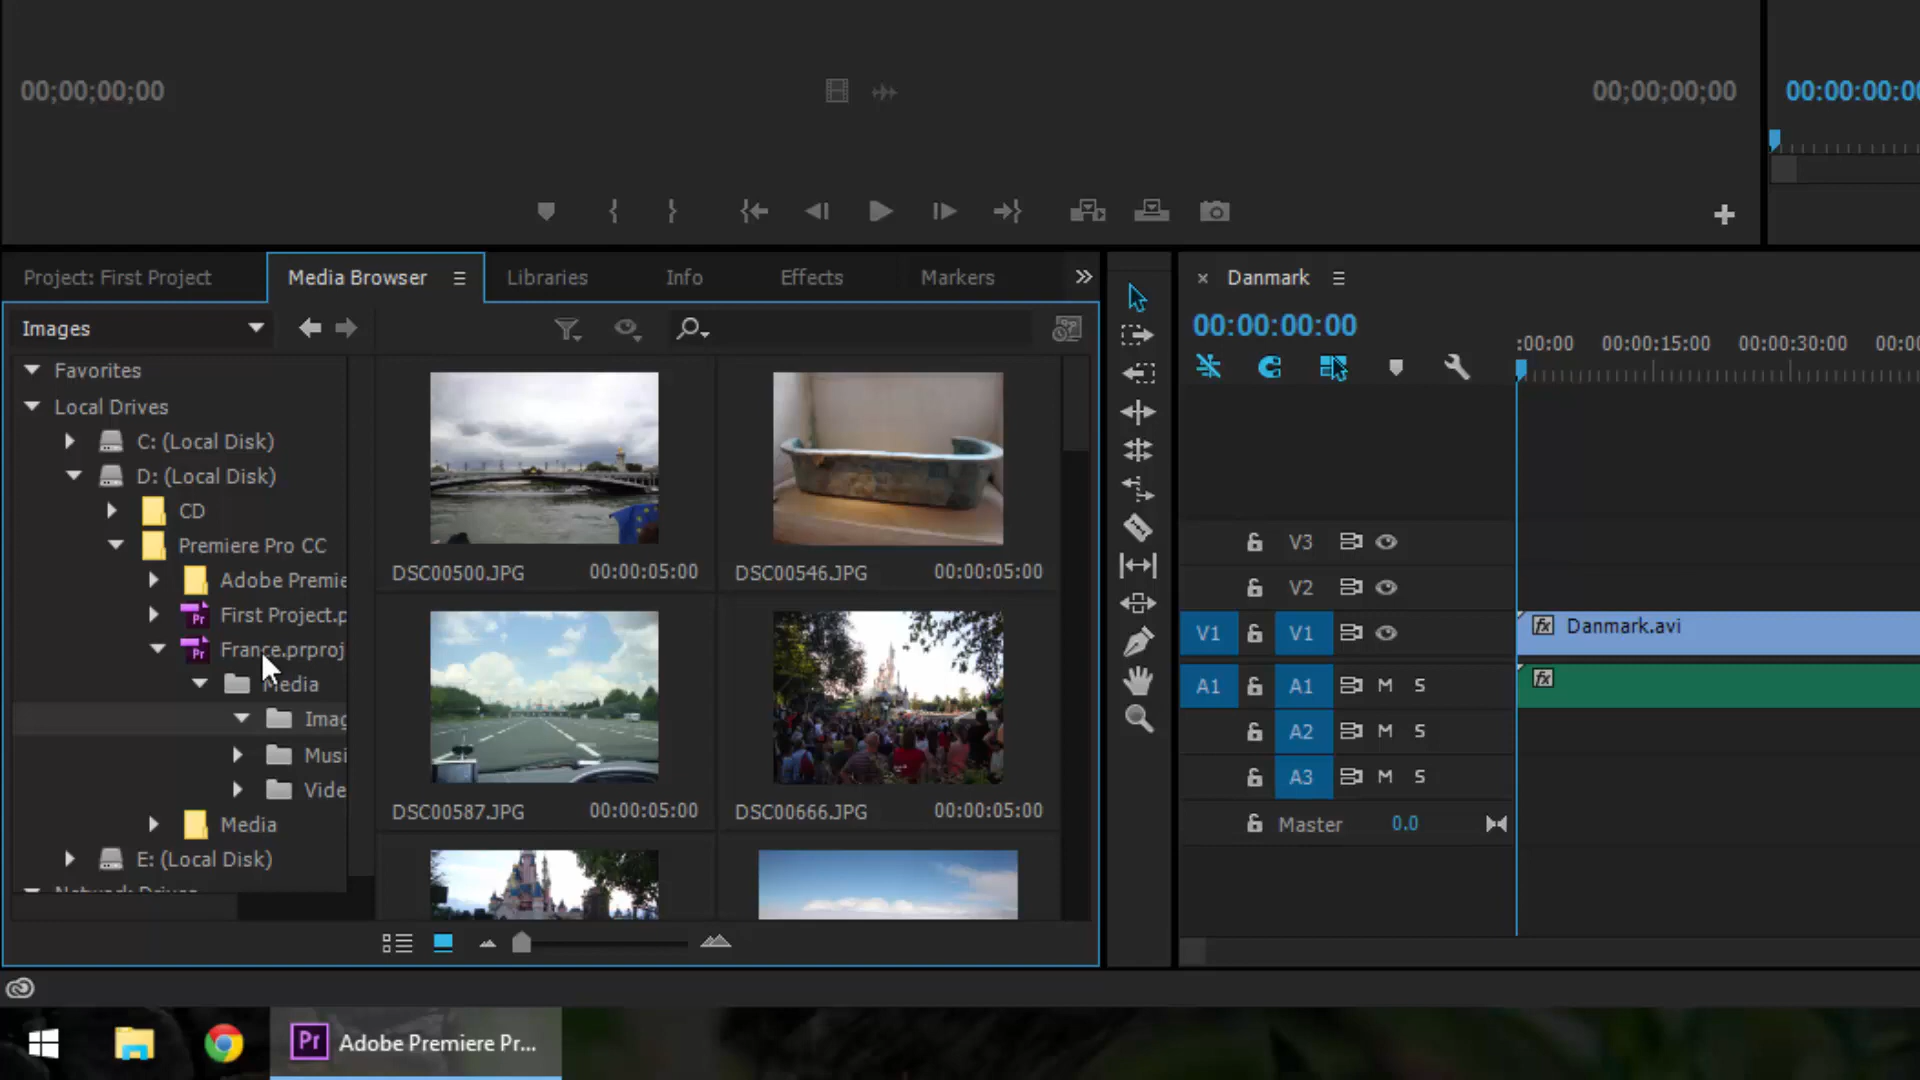 00;00;00;00
00;00;00;00
00:00:00:0
Project: First Project
Media Browser
Libraries
Info
Effects
Markers
Images
Favorites
Local Drives
C: (Local Disk)
D: (Local Disk)
CD
Premiere Pro CC
Adobe Premie
First Project.p
France.prproj
Media
Imag
Musi
Vide
Media
E: (Local Disk)
DSC00500.JPG 00:00:05:00
DSC00546.JPG 00:00:05:00
DSC00587.JPG 00:00:05:00
DSC00666.JPG 00:00:05:00
Danmark
00:00:00:00
:00:00 00:00:15:00 00:00:30:00 00:0
V3
V2
V1 V1
A1 A1 M S
A2 M S
A3 M S
Master 0.0
fx Danmark.avi
fx
Pr Adobe Premiere Pr...